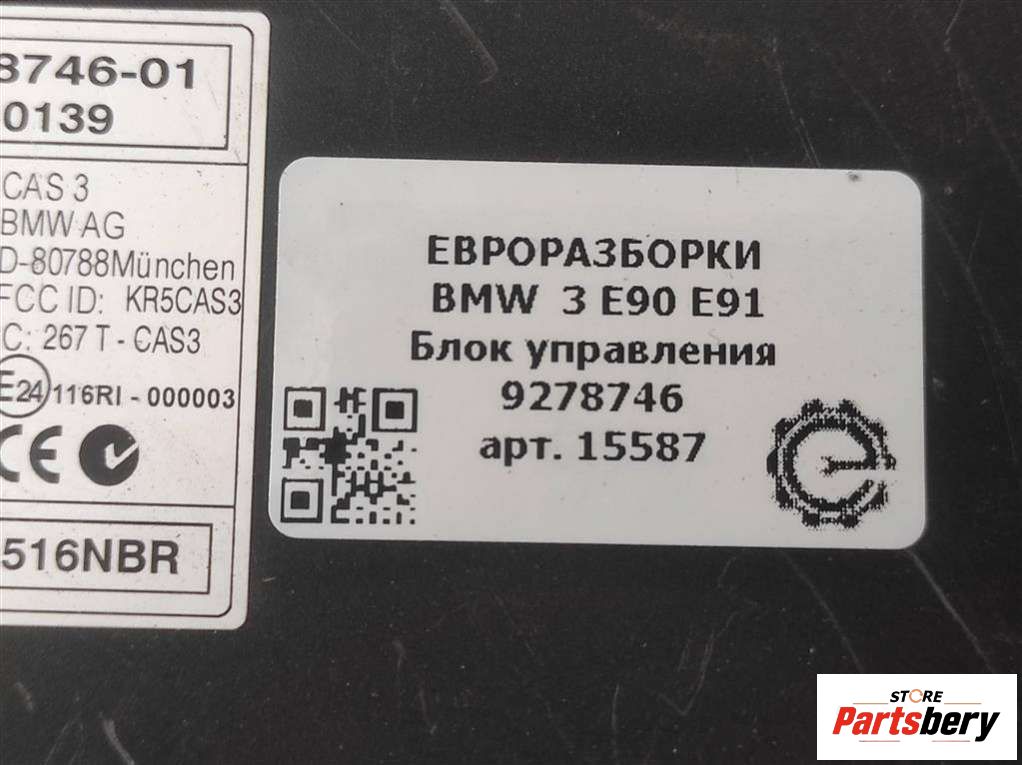 8746-01
0139
CAS 3
BMW AG
D-80788München
FCC ID: KR5CAS3
C: 267 T - CAS3
E24 116RI - 000003
CE
516NBR
ЕВРОРАЗБОРКИ
BMW 3 E90 E91
Блок управления
9278746
арт. 15587
STORE
Partsbery